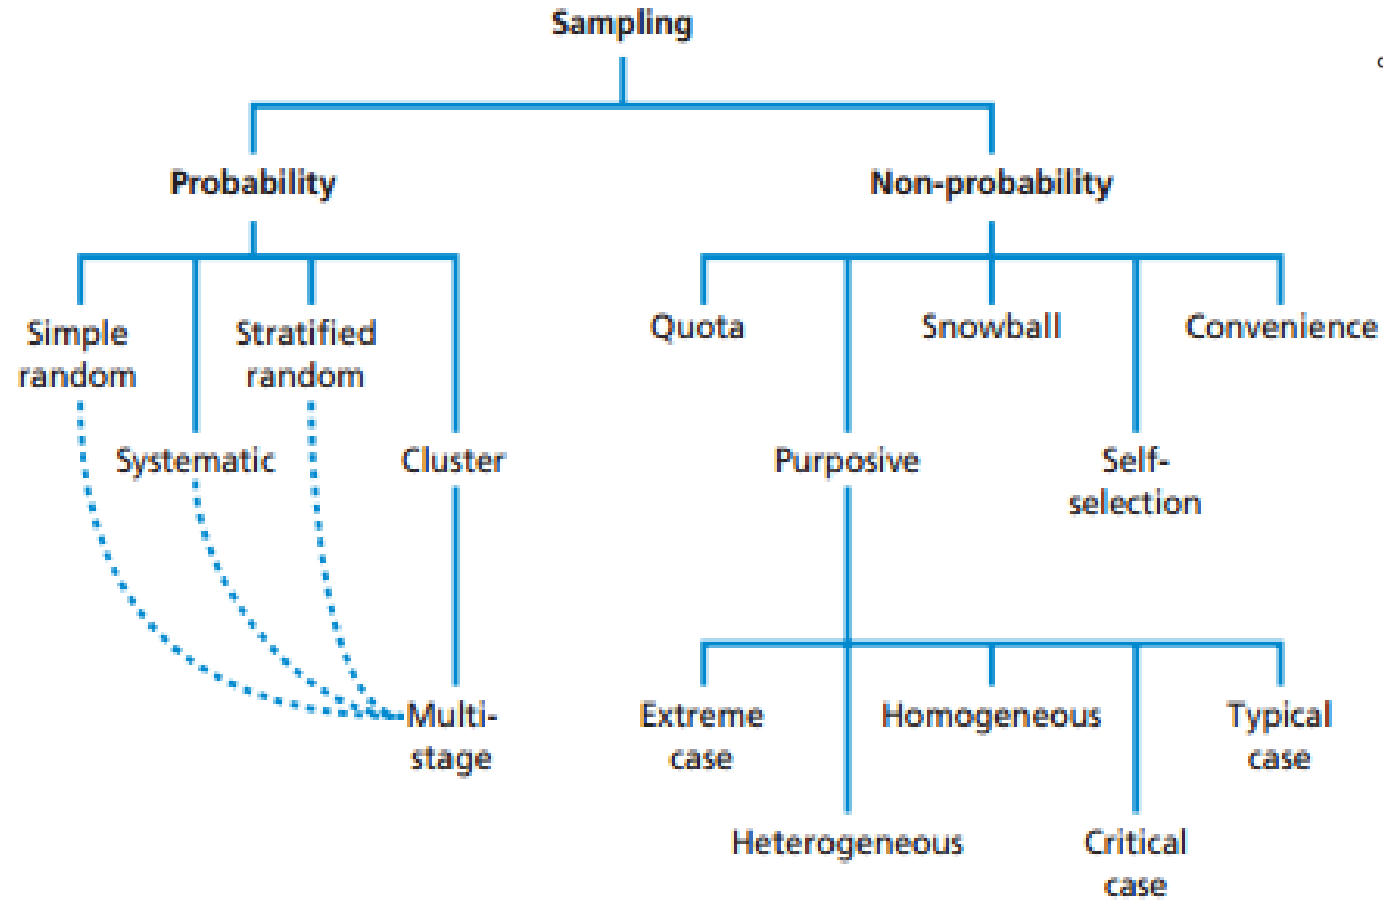 Sampling
Probability
Non-probability
Simple
random
Stratified
random
Quota
Snowball
Convenience
Systematic
Cluster
Purposive
Self-
selection
Multi-
stage
Extreme
case
Homogeneous
Typical
case
Heterogeneous
Critical
case